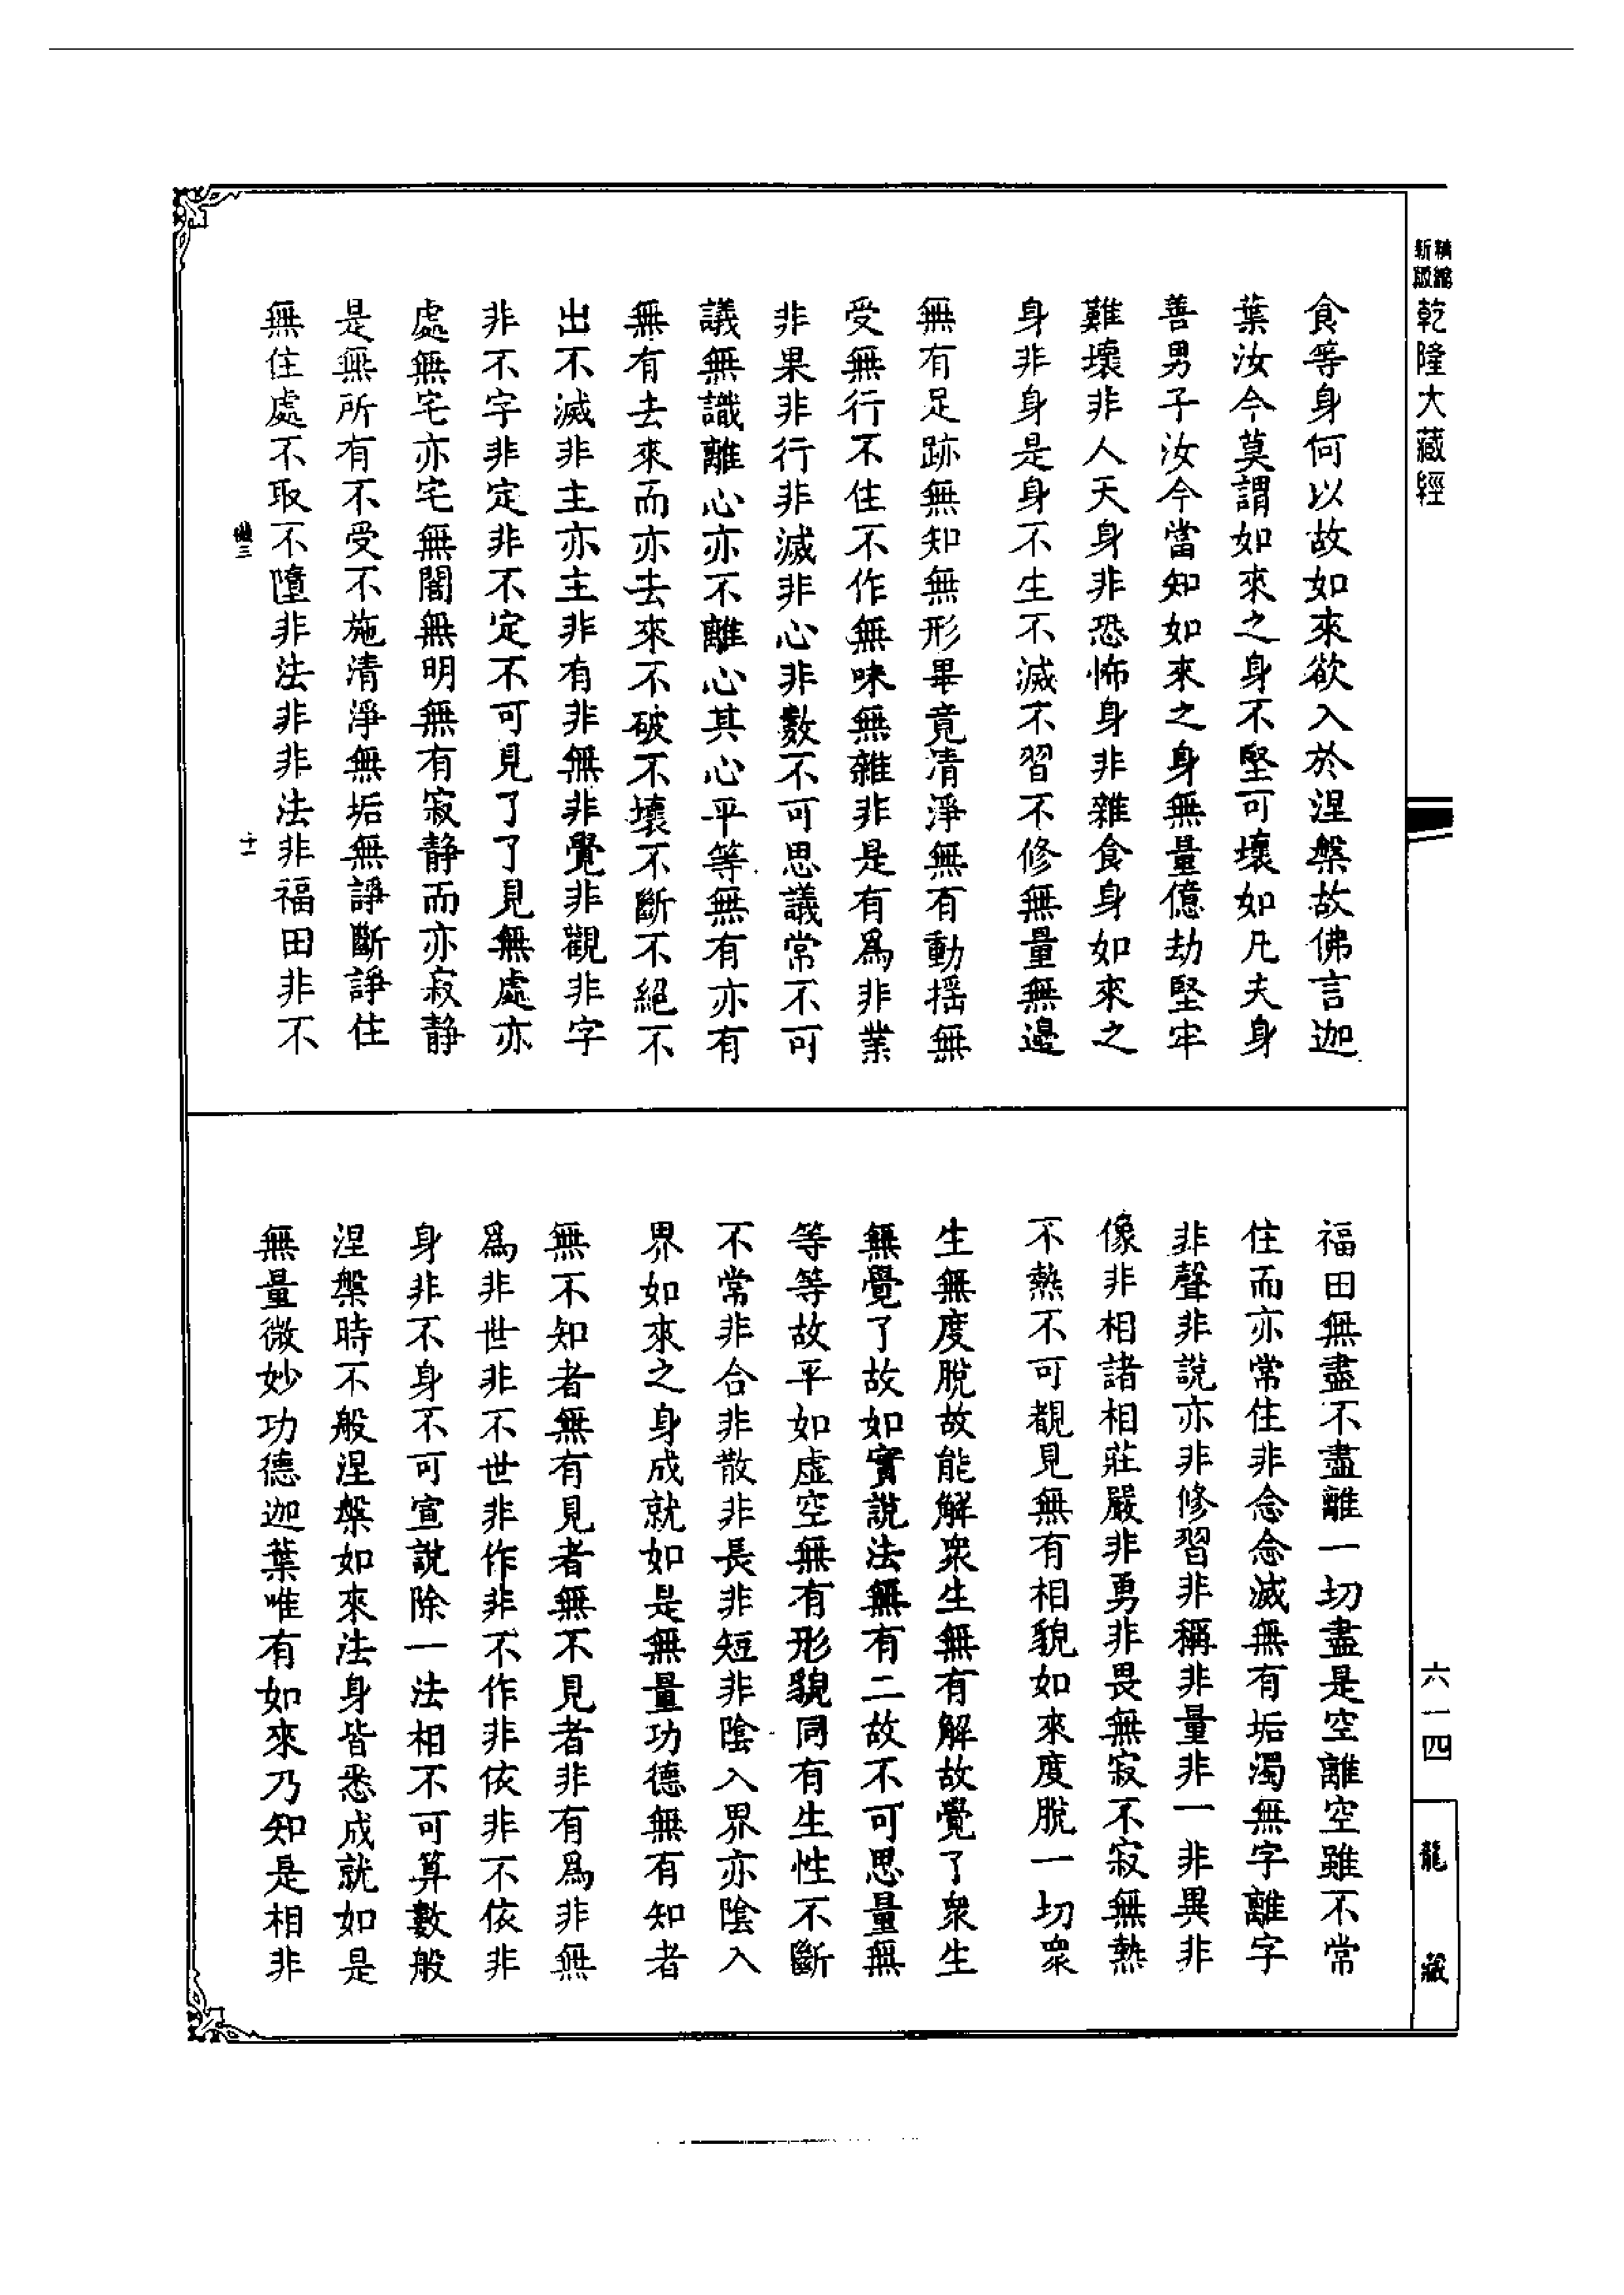 新版
精縮
乾隆大藏經
食等身何以故如來欲入於涅槃故佛言迦
葉汝今莫謂如來之身不堅可壞如凡夫身
善男子汝今當知如來之身無量億劫堅牢
難壞非人天身非恐怖身非雜食身如來之
身非身是身不生不滅不習不修無量無邊
無有足跡無知無形畢竟清淨無有動搖無
受無行不住不作無味無雜非是有爲非業
非果非行非滅非心非數不可思議常不可
議無識離心亦不離心其心平等無有亦有
無有去來而亦去來不破不壞不斷不絕不
出不滅非主亦主非有非無非覺非觀非字
非不字非定非不定不可見了了見無處亦
處無宅亦宅無闇無明無有寂靜而亦寂靜
是無所有不受不施清淨無垢無諍斷諍住
無住處不取不墮非法非非法非福田非不
十一
福田無盡不盡離一切盡是空離空雖不常
住而亦常住非念念滅無有垢濁無字離字
非聲非說亦非修習非稱非量非一非異非
像非相諸相莊嚴非勇非畏無寂不寂無熱
不熱不可覩見無有相貌如來度脫一切眾
生無度脫故能解眾生無有解故覺了眾生
無覺了故如實說法無有二故不可思量無
等等故平如虛空無有形貌同有生性不斷
不常非合非散非長非短非陰入界亦陰入
界如來之身成就如是無量功德無有知者
無不知者無有見者無不見者非有爲非無
爲非世非不世非作非不作非依非不依非
身非不身不可宣說除一法相不可算數般
涅槃時不般涅槃如來法身皆悉成就如是
無量微妙功德迦葉唯有如來乃知是相非
六一四
龍藏